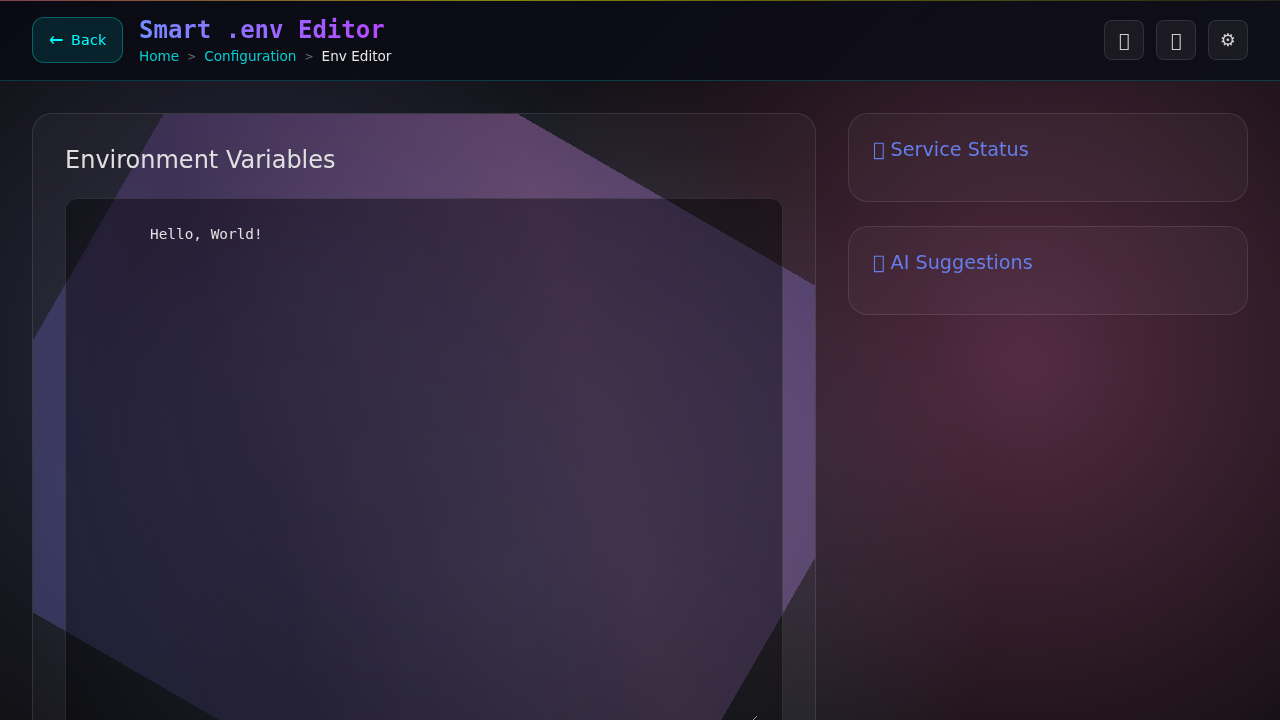 ← Back
Smart .env Editor
Home > Configuration > Env Editor
Environment Variables
Hello, World!
Service Status
AI Suggestions